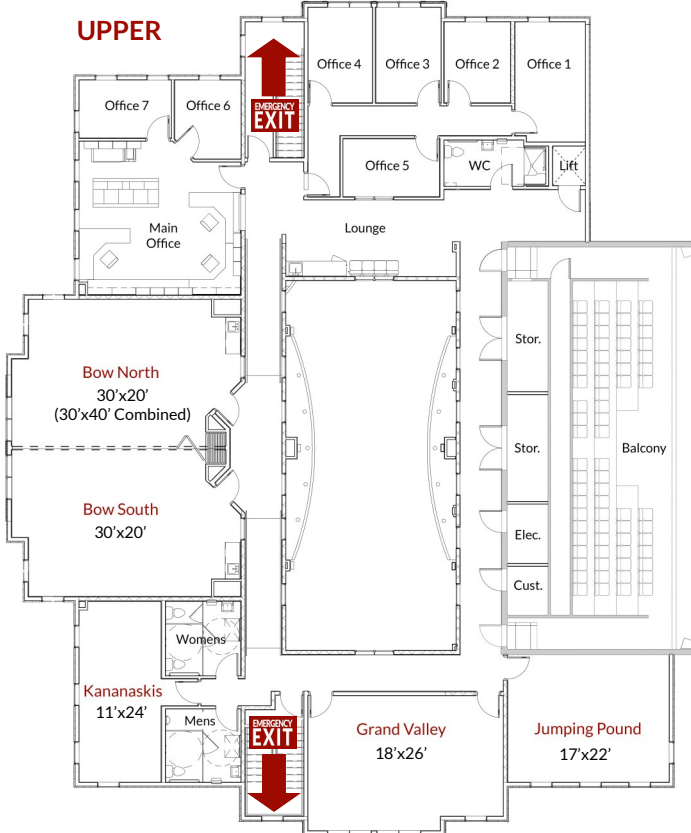 UPPER
Office 4
Office 3
Office 2
Office 1
Office 7
Office 6
EMERGENCY
EXIT
Office 5
WC
Lift
Main
Office
Lounge
Bow North
30'x20'
(30'x40' Combined)
Stor.
Stor.
Balcony
Bow South
30'x20'
Elec.
Cust.
Womens
Kananaskis
11'x24'
Mens
EMERGENCY
EXIT
Grand Valley
18'x26'
Jumping Pound
17'x22'